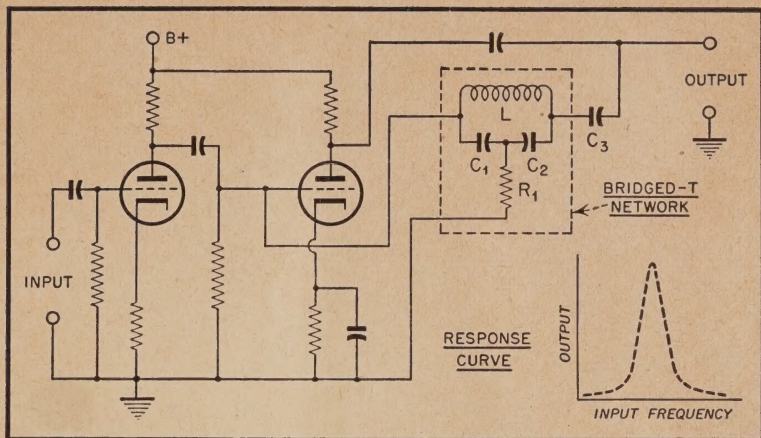 B+
OUTPUT
L
C3
C1
C2
R1
BRIDGED-T
NETWORK
INPUT
RESPONSE
CURVE
OUTPUT
INPUT FREQUENCY